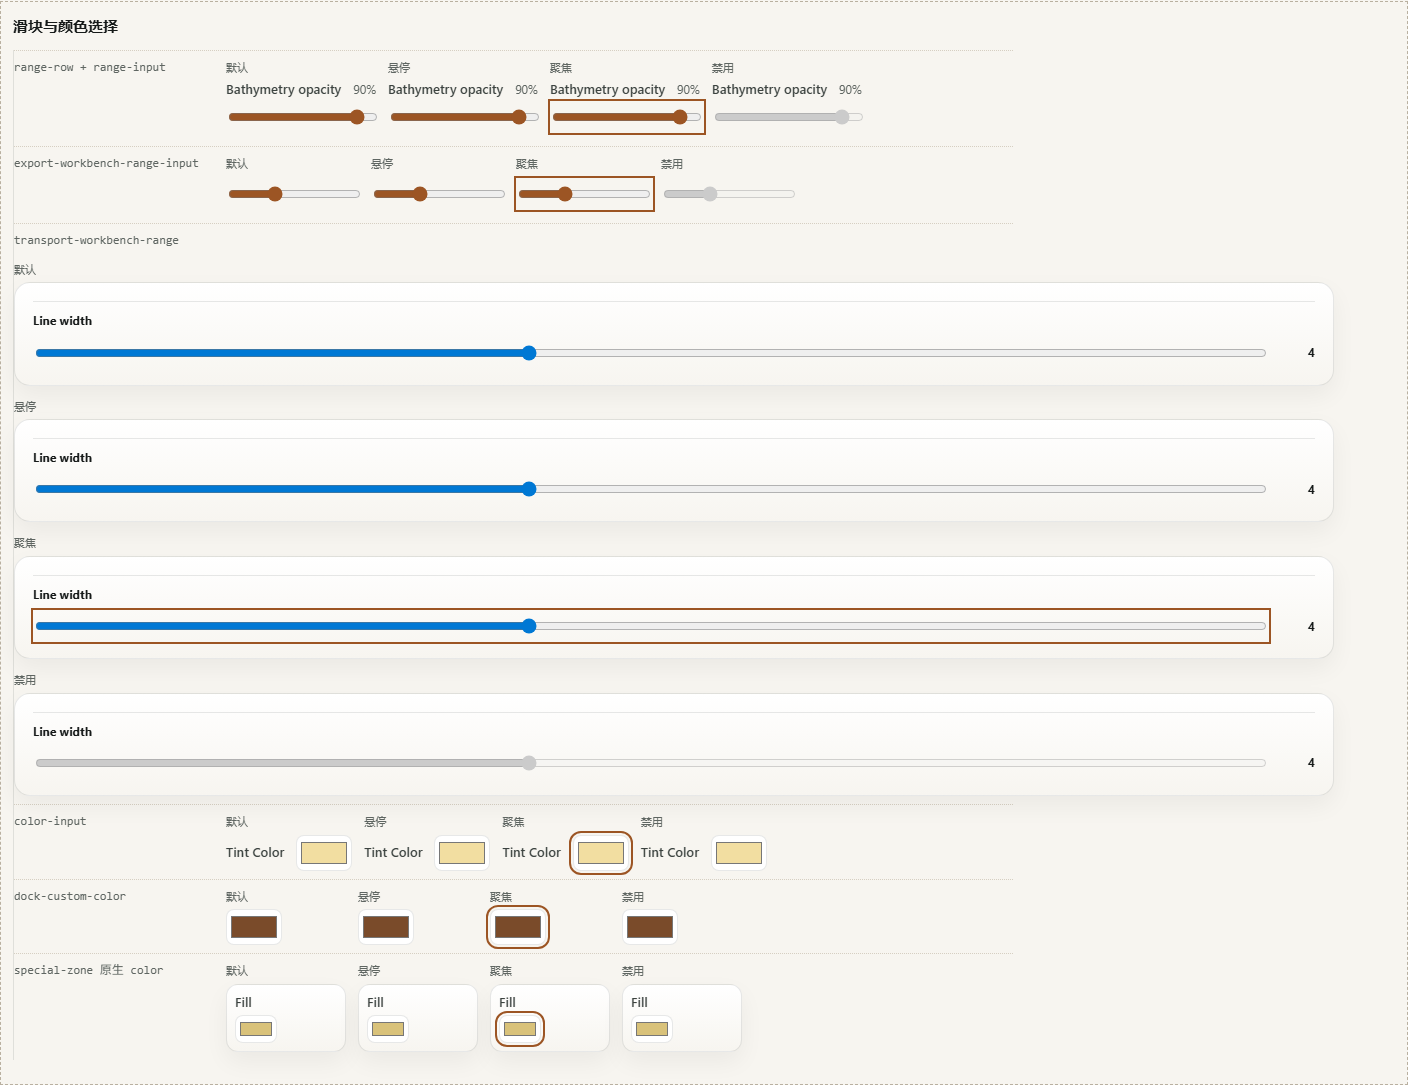 滑块与颜色选择
range-row + range-input 默认 悬停 聚焦 禁用
Bathymetry opacity 90% Bathymetry opacity 90% Bathymetry opacity 90% Bathymetry opacity 90%
export-workbench-range-input 默认 悬停 聚焦 禁用
transport-workbench-range
默认
Line width
4
悬停
Line width
4
聚焦
Line width
4
禁用
Line width
4
color-input 默认 悬停 聚焦 禁用
Tint Color Tint Color Tint Color Tint Color
dock-custom-color 默认 悬停 聚焦 禁用
special-zone 原生 color 默认 悬停 聚焦 禁用
Fill Fill Fill Fill